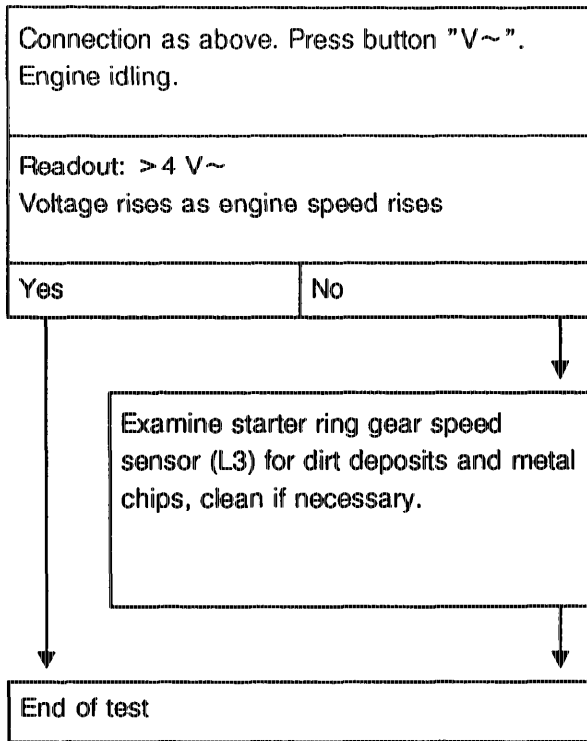 Connection as above. Press button "V~".
Engine idling.
Readout: >4 V~
Voltage rises as engine speed rises
Yes
No
Examine starter ring gear speed
sensor (L3) for dirt deposits and metal
chips, clean if necessary.
End of test